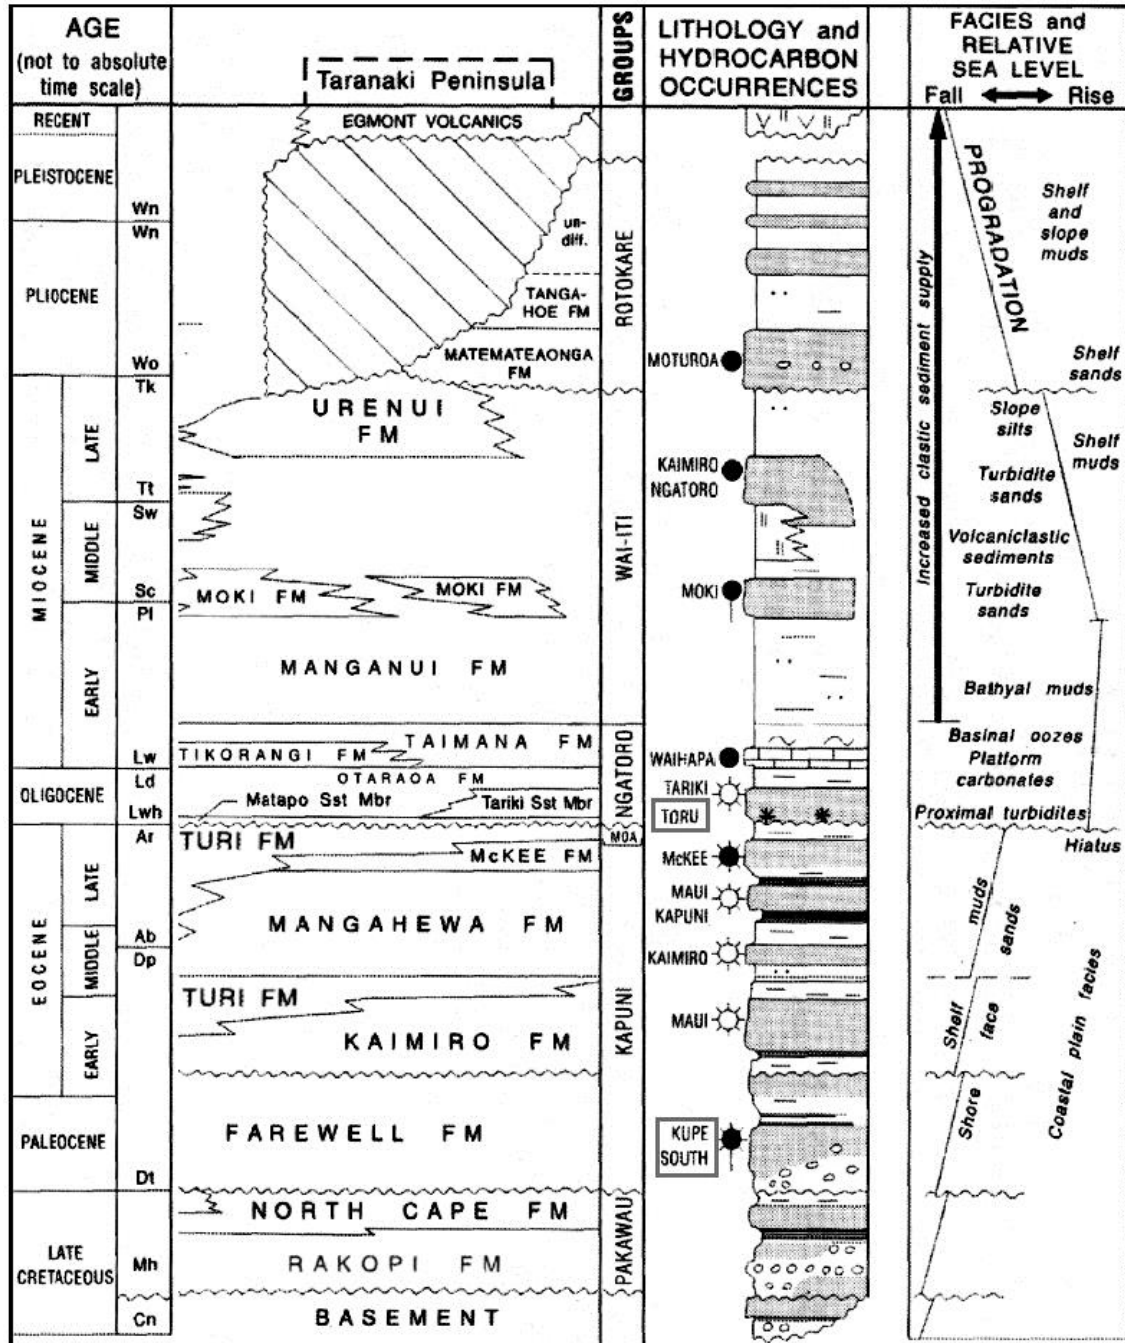 AGE
(not to absolute
time scale)
Taranaki Peninsula
GROUPS
LITHOLOGY and
HYDROCARBON
OCCURRENCES
FACIES and
RELATIVE
SEA LEVEL
Fall
Rise
RECENT
PLEISTOCENE
Wn
Wn
PLIOCENE
Wo
Tk
MIOCENE
LATE
Tt
Sw
MIDDLE
Sc
Pl
EARLY
Lw
Ld
OLIGOCENE
Lwh
Ar
EOCENE
LATE
Ab
MIDDLE
Dp
EARLY
PALEOCENE
Dt
LATE
CRETACEOUS
Mh
Cn
EGMONT VOLCANICS
un-
diff.
TANGA-
HOE FM
MATEMATEAONGA
FM
URENUI
FM
MOKI FM
MOKI FM
MANGANUI FM
TAIMANA FM
TIKORANGI FM
OTARAOA FM
Matapo Sst Mbr
Tariki Sst Mbr
TURI FM
McKEE FM
MANGAHEWA FM
TURI FM
KAIMIRO FM
FAREWELL FM
NORTH CAPE FM
RAKOPI FM
BASEMENT
ROTOKARE
WAI-ITI
NGATORO
MOA
KAPUNI
PAKAWAU
MOTUROA
KAIMIRO
NGATORO
MOKI
WAIHAPA
TARIKI
TORU
McKEE
MAUI
KAPUNI
KAIMIRO
MAUI
KUPE
SOUTH
Increased clastic sediment supply
PROGRADATION
Shelf
and
slope
muds
Shelf
sands
Slope
silts
Shelf
muds
Turbidite
sands
Volcaniclastic
sediments
Turbidite
sands
Bathyal muds
Basinal oozes
Platform
carbonates
Proximal turbidites
Hiatus
muds
sands
Shelf
face
Shore
Coastal plain facies